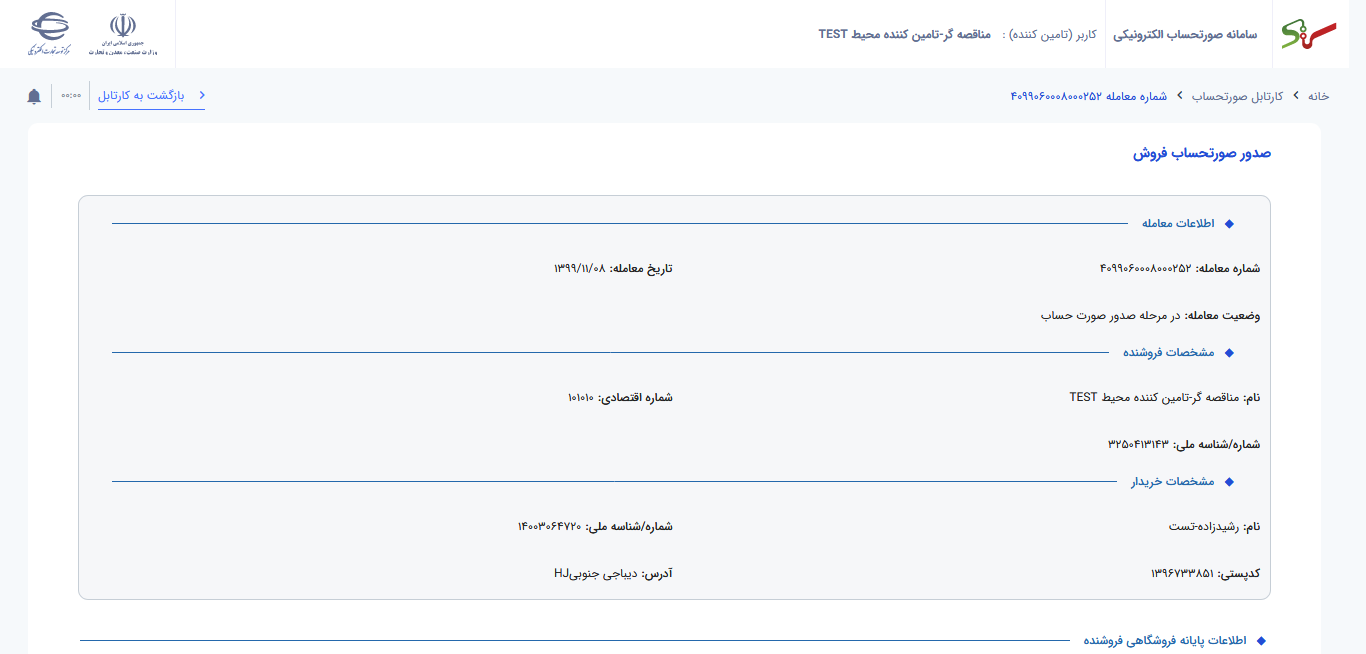 سامانه صورتحساب الکترونیکی
کاربر (تامین کننده) : مناقصه گر-تامین کننده محیط TEST
جمهوری اسلامی ایران
وزارت صنعت، معدن و تجارت
مرکز توسعه تجارت الکترونیکی
خانه > کارتابل صورتحساب > شماره معامله ۴۰۹۹۰۶۰۰۰۸۰۰۰۲۵۲
بازگشت به کارتابل
۰۰:۰۰
صدور صورتحساب فروش
اطلاعات معامله
شماره معامله: ۴۰۹۹۰۶۰۰۰۸۰۰۰۲۵۲
تاریخ معامله: ۱۳۹۹/۱۱/۰۸
وضعیت معامله: در مرحله صدور صورت حساب
مشخصات فروشنده
نام: مناقصه گر-تامین کننده محیط TEST
شماره اقتصادی: ۱۰۱۰۱۰
شماره/شناسه ملی: ۳۲۵۰۴۱۳۱۴۳
مشخصات خریدار
نام: رشیدزاده-تست
شماره/شناسه ملی: ۱۴۰۰۳۰۶۴۷۲۰
کدپستی: ۱۳۹۶۷۳۳۸۵۱
آدرس: دیباجی جنوبیHJ
اطلاعات پایانه فروشگاهی فروشنده